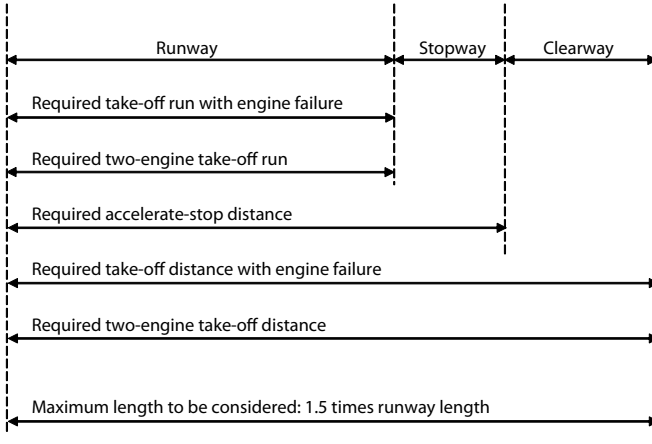 Runway Stopway Clearway
Required take-off run with engine failure
Required two-engine take-off run
Required accelerate-stop distance
Required take-off distance with engine failure
Required two-engine take-off distance
Maximum length to be considered: 1.5 times runway length